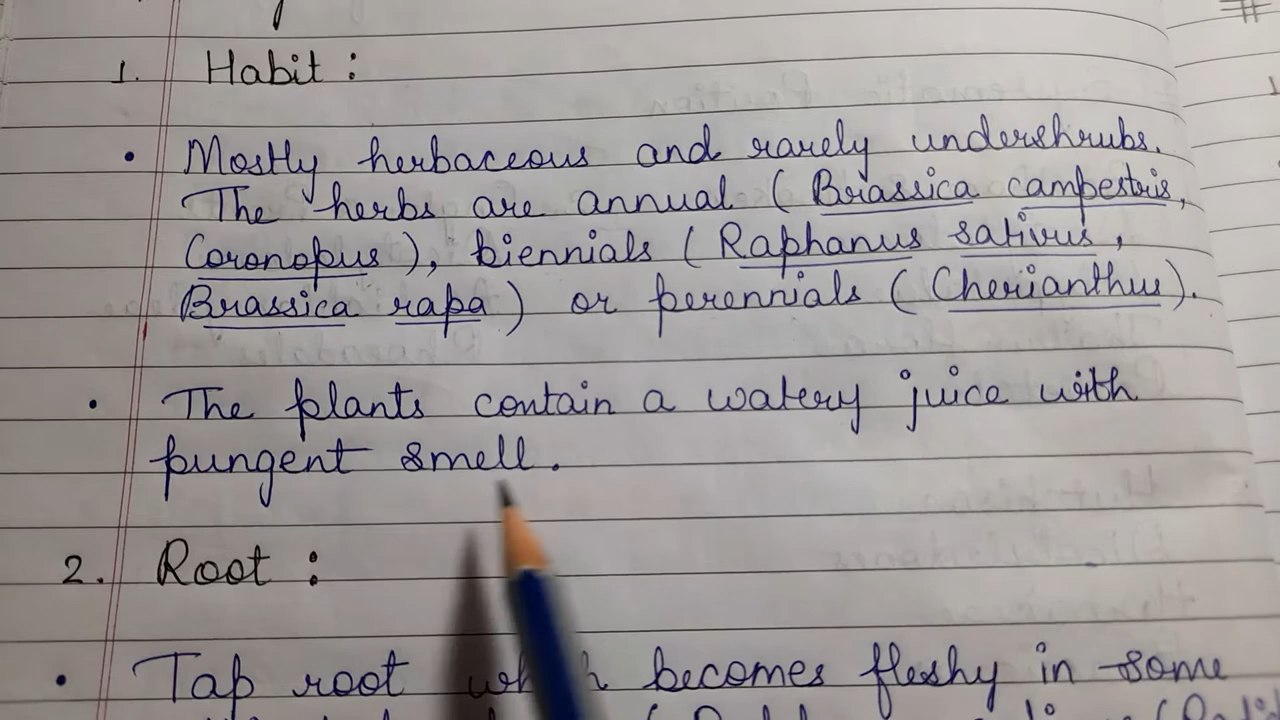 1. Habit :
• Mostly herbaceous and rarely undershrubs.
The herbs are annual ( Brassica campestris,
Coronopus ), biennials ( Raphanus sativus ,
Brassica rapa ) or perennials ( Cherianthus ).
• The plants contain a watery juice with
pungent smell.
2. Root :
• Tap root becomes fleshy in some